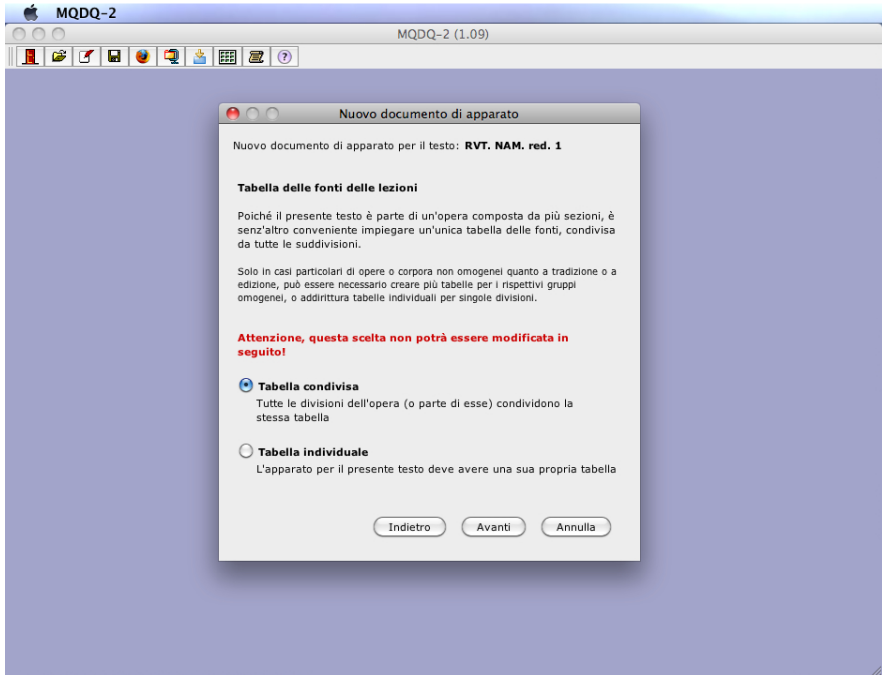 MQDQ-2
MQDQ-2 (1.09)
Nuovo documento di apparato
Nuovo documento di apparato per il testo: RVT. NAM. red. 1
Tabella delle fonti delle lezioni
Poiché il presente testo è parte di un'opera composta da più sezioni, è
senz'altro conveniente impiegare un'unica tabella delle fonti, condivisa
da tutte le suddivisioni.
Solo in casi particolari di opere o corpora non omogenei quanto a tradizione o a
edizione, può essere necessario creare più tabelle per i rispettivi gruppi
omogenei, o addirittura tabelle individuali per singole divisioni.
Attenzione, questa scelta non potrà essere modificata in
seguito!
Tabella condivisa
Tutte le divisioni dell'opera (o parte di esse) condividono la
stessa tabella
Tabella individuale
L'apparato per il presente testo deve avere una sua propria tabella
Indietro Avanti Annulla